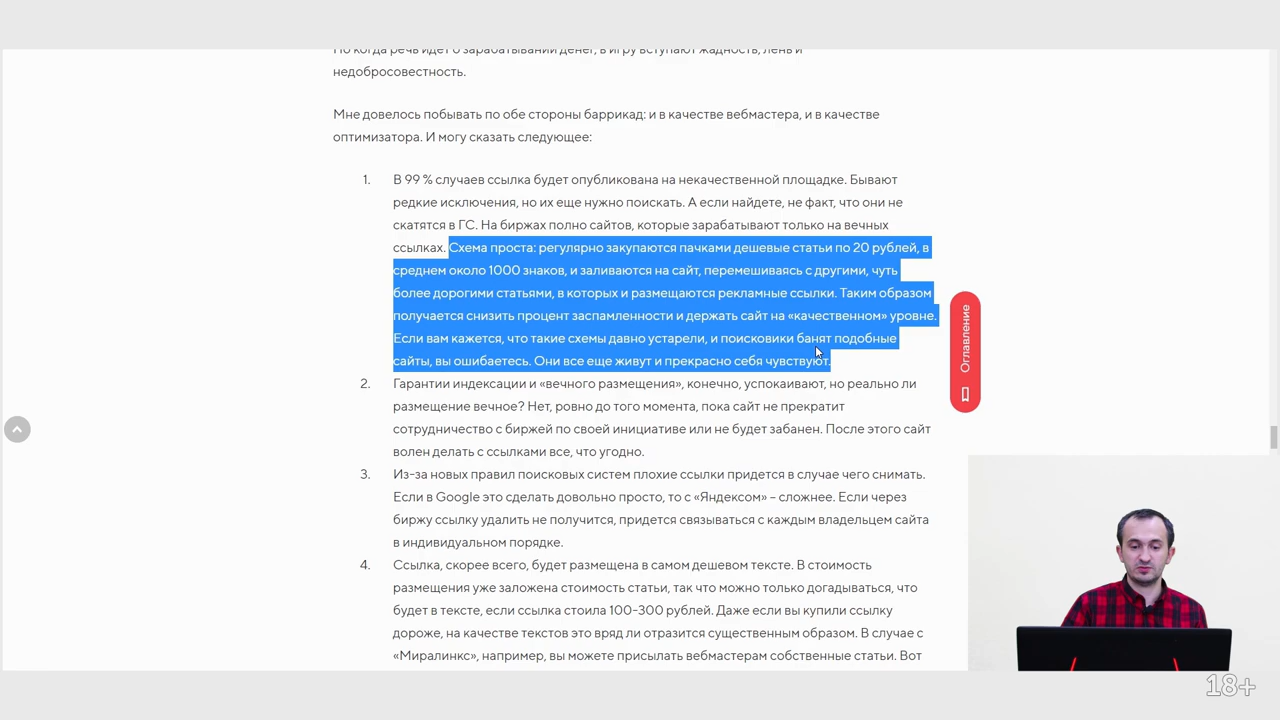 Но когда речь идет о зарабатывании денег, в игру вступают жадность, лень и
недобросовестность.
Мне довелось побывать по обе стороны баррикад: и в качестве вебмастера, и в качестве
оптимизатора. И могу сказать следующее:
1. В 99 % случаев ссылка будет опубликована на некачественной площадке. Бывают
редкие исключения, но их еще нужно поискать. А если найдете, не факт, что они не
скатятся в ГС. На биржах полно сайтов, которые зарабатывают только на вечных
ссылках. Схема проста: регулярно закупаются пачками дешевые статьи по 20 рублей, в
среднем около 1000 знаков, и заливаются на сайт, перемешиваясь с другими, чуть
более дорогими статьями, в которых и размещаются рекламные ссылки. Таким образом
получается снизить процент заспамленности и держать сайт на «качественном» уровне.
Если вам кажется, что такие схемы давно устарели, и поисковики банят подобные
сайты, вы ошибаетесь. Они все еще живут и прекрасно себя чувствуют.
2. Гарантии индексации и «вечного размещения», конечно, успокаивают, но реально ли
размещение вечное? Нет, ровно до того момента, пока сайт не прекратит
сотрудничество с биржей по своей инициативе или не будет забанен. После этого сайт
волен делать с ссылками все, что угодно.
3. Из-за новых правил поисковых систем плохие ссылки придется в случае чего снимать.
Если в Google это сделать довольно просто, то с «Яндексом» – сложнее. Если через
биржу ссылку удалить не получится, придется связываться с каждым владельцем сайта
в индивидуальном порядке.
4. Ссылка, скорее всего, будет размещена в самом дешевом тексте. В стоимость
размещения уже заложена стоимость статьи, так что можно только догадываться, что
будет в тексте, если ссылка стоила 100-300 рублей. Даже если вы купили ссылку
дороже, на качестве текстов это вряд ли отразится существенным образом. В случае с
«Миралинкс», например, вы можете присылать вебмастерам собственные статьи. Вот
Оглавление
18+